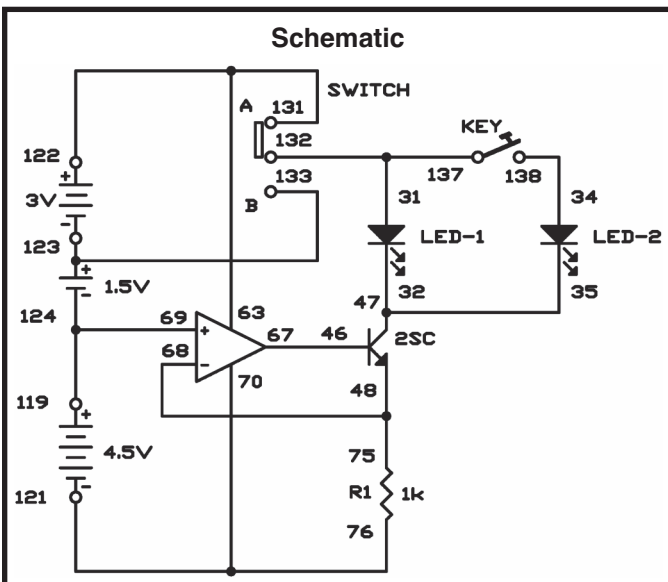 Schematic
SWITCH
A 131
132
KEY
122
133
137 138
+
3V
B
31
34
-
LED-1
LED-2
123
+
1.5V
-
32
35
124
69
63
47
+
67
46
2SC
68
-
70
48
119
+
4.5V
75
-
R1 1k
121
76